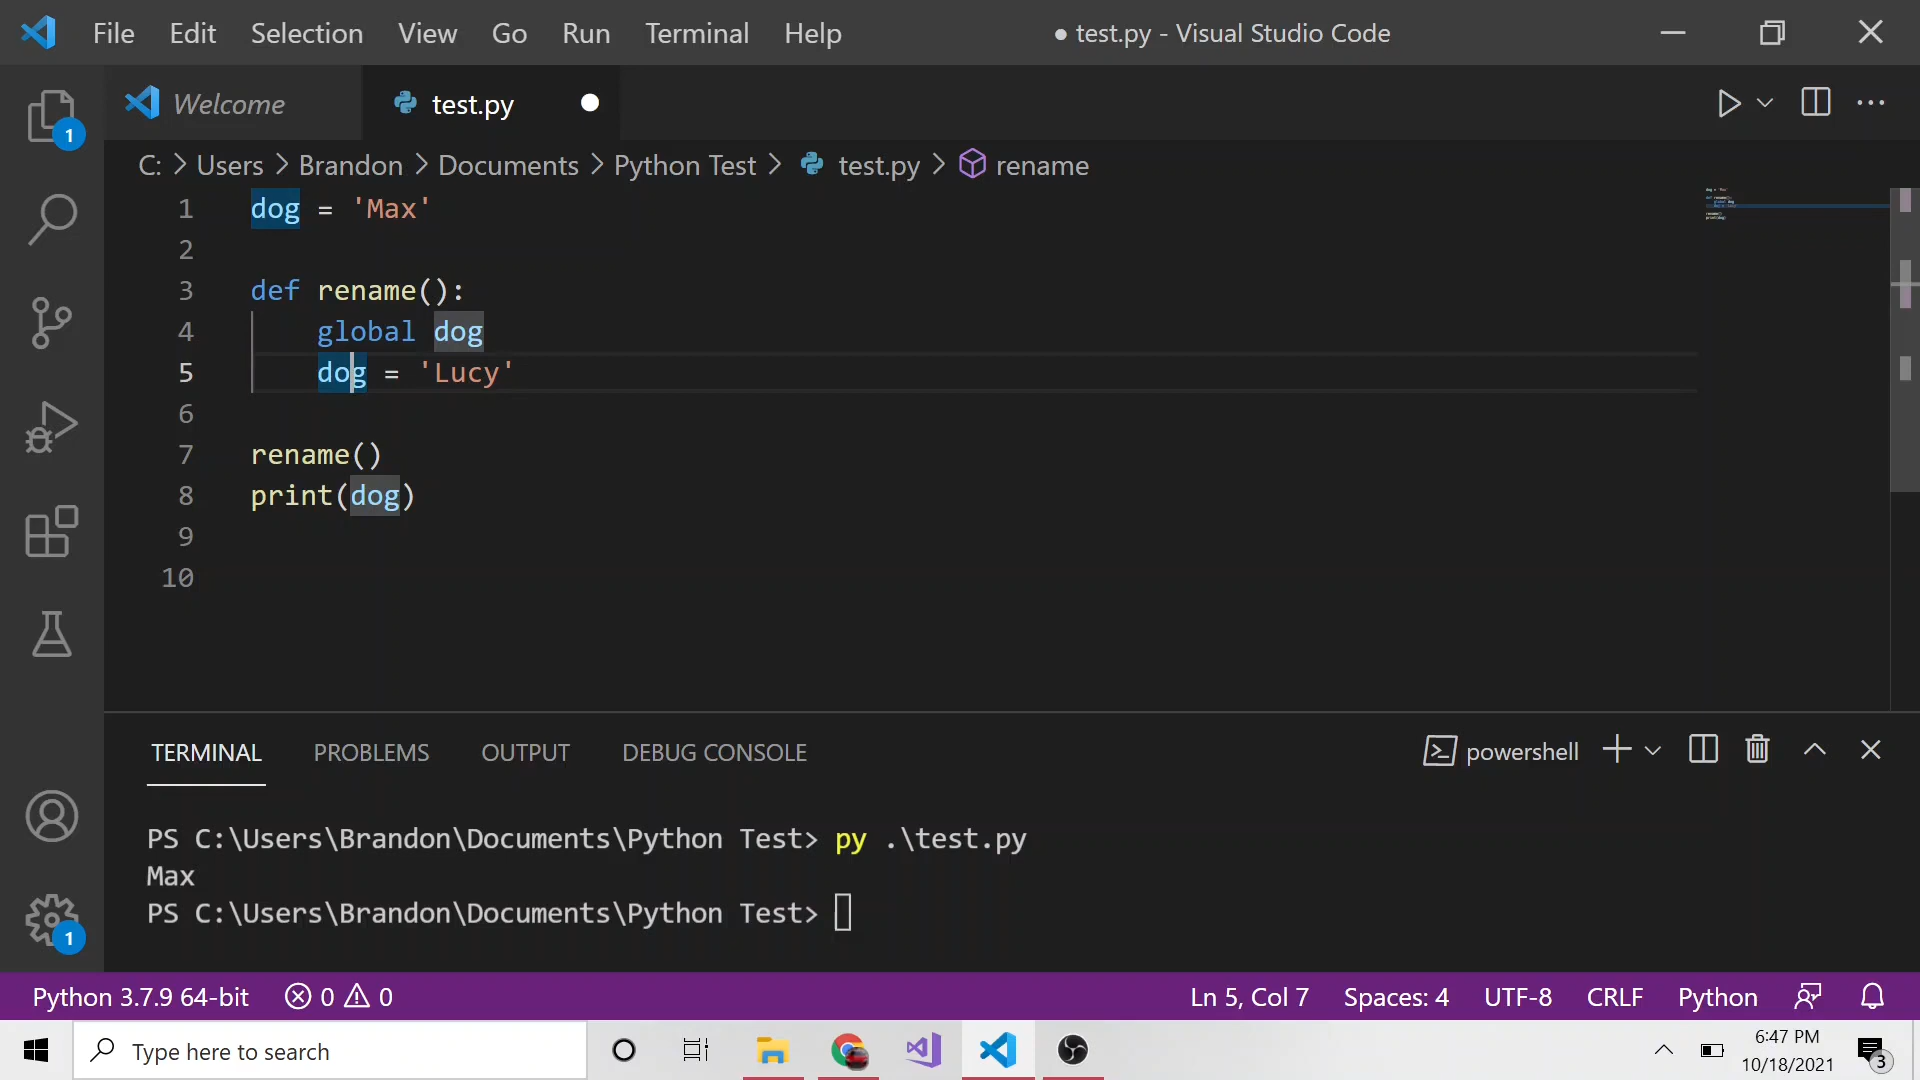 File Edit Selection View Go Run Terminal Help ● test.py - Visual Studio Code
Welcome test.py
C: > Users > Brandon > Documents > Python Test > test.py > rename
1 dog = 'Max'
2
3 def rename():
4 global dog
5 dog = 'Lucy'
6
7 rename()
8 print(dog)
9
10
1
TERMINAL PROBLEMS OUTPUT DEBUG CONSOLE powershell
PS C:\Users\Brandon\Documents\Python Test> py .\test.py
Max
PS C:\Users\Brandon\Documents\Python Test>
1
Python 3.7.9 64-bit 0 0 Ln 5, Col 7 Spaces: 4 UTF-8 CRLF Python
Type here to search
6:47 PM
10/18/2021
3